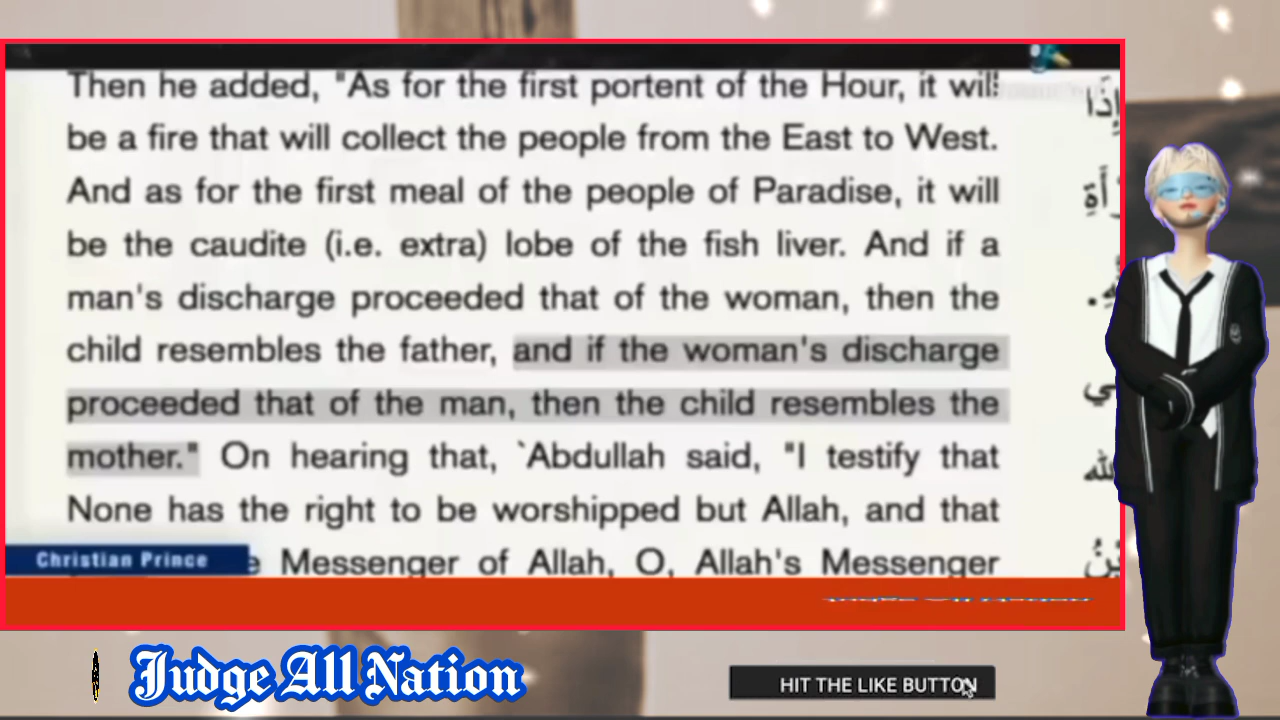 Then he added, "As for the first portent of the Hour, it will
be a fire that will collect the people from the East to West.
And as for the first meal of the people of Paradise, it will
be the caudite (i.e. extra) lobe of the fish liver. And if a
man's discharge proceeded that of the woman, then the
child resembles the father, and if the woman's discharge
proceeded that of the man, then the child resembles the
mother." On hearing that, `Abdullah said, "I testify that
None has the right to be worshipped but Allah, and that
Messenger of Allah, O, Allah's Messenger
Christian Prince
Judge All Nation
HIT THE LIKE BUTTON